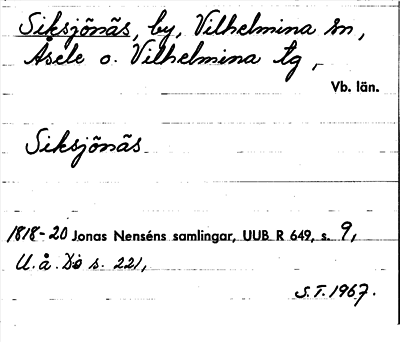 Siksjönäs, by, Vilhelmina sn,
Åsele o. Vilhelmina tg,
Vb. län.
Siksjönäs
1818-20 Jonas Nenséns samlingar, UUB R 649, s. 9,
U.å. Do s. 221,
S.T. 1967.